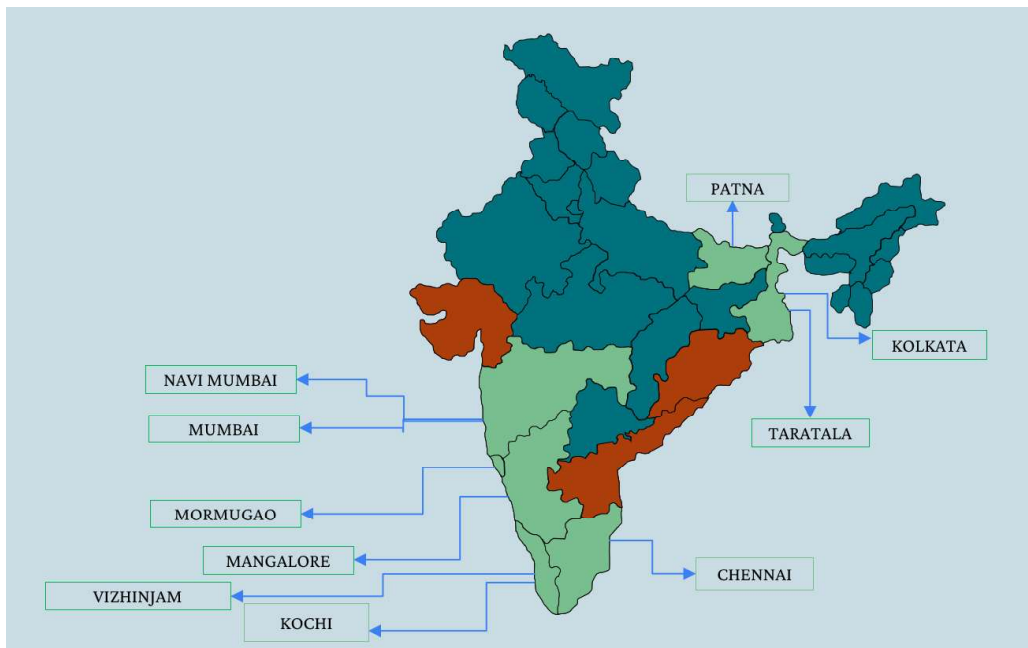 PATNA
KOLKATA
NAVI MUMBAI
MUMBAI
TARATALA
MORMUGAO
MANGALORE
CHENNAI
VIZHINJAM
KOCHI